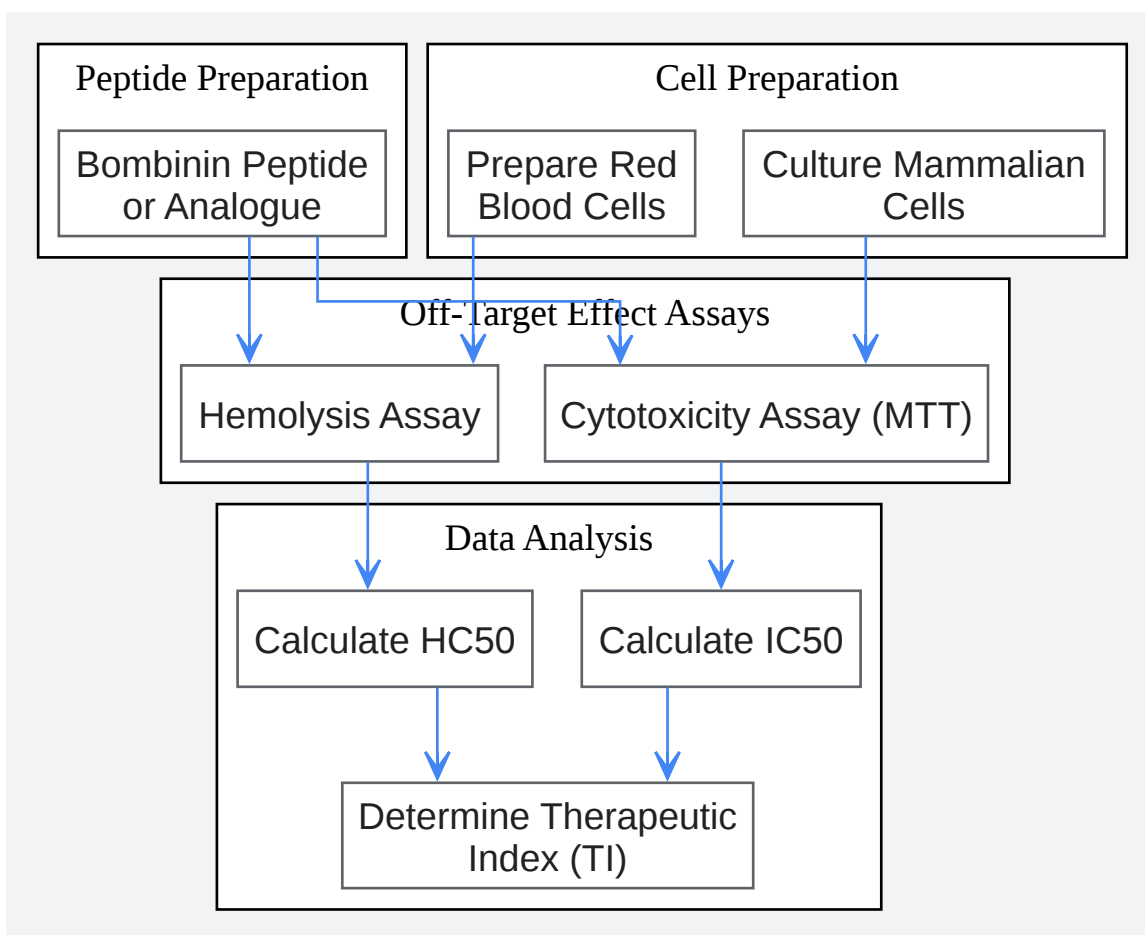 Peptide Preparation
Bombinin Peptide
or Analogue
Cell Preparation
Prepare Red
Blood Cells
Culture Mammalian
Cells
Off-Target Effect Assays
Hemolysis Assay
Cytotoxicity Assay (MTT)
Data Analysis
Calculate HC50
Calculate IC50
Determine Therapeutic
Index (TI)